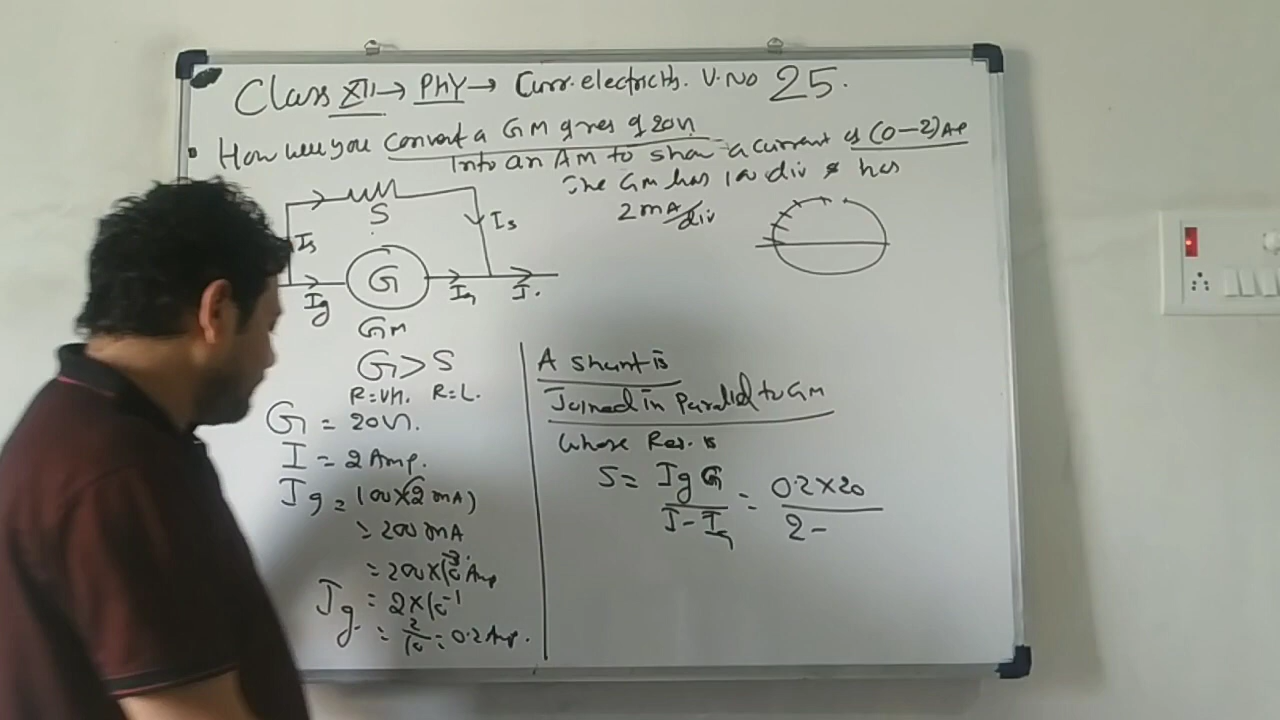 Class XII → PHY → Curr. electricity. V. No 25.
How will you convert a GM of res of 20Ω
into an AM to show a current of (0-2) Amp
The GM has 100 div & has
2mA/div
S
Is
Is
G
Ig
Ig
I.
GM
G > S
R=VH. R=L.
G = 20Ω.
I = 2 Amp.
Ig = 100×(2 mA)
= 200 mA
= 200×10⁻³ Amp
Ig = 2×10⁻¹
= 2/10 = 0.2 Amp.
A shunt is
Joined in Parallel to GM
whose Res. is
S = IgG / I-Ig = 0.2×20 / 2-